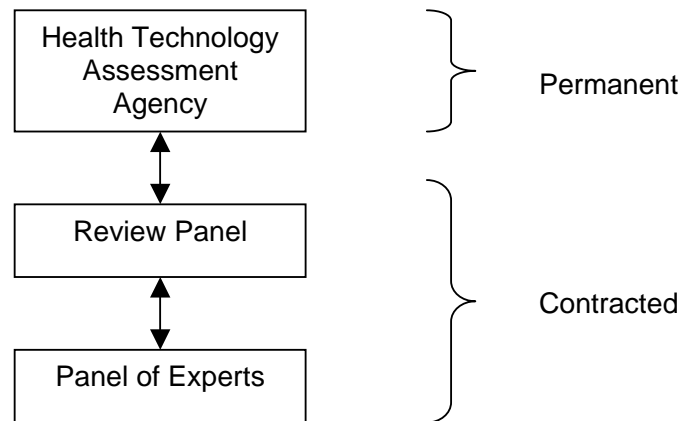 Health Technology
Assessment
Agency
Permanent
Review Panel
Contracted
Panel of Experts